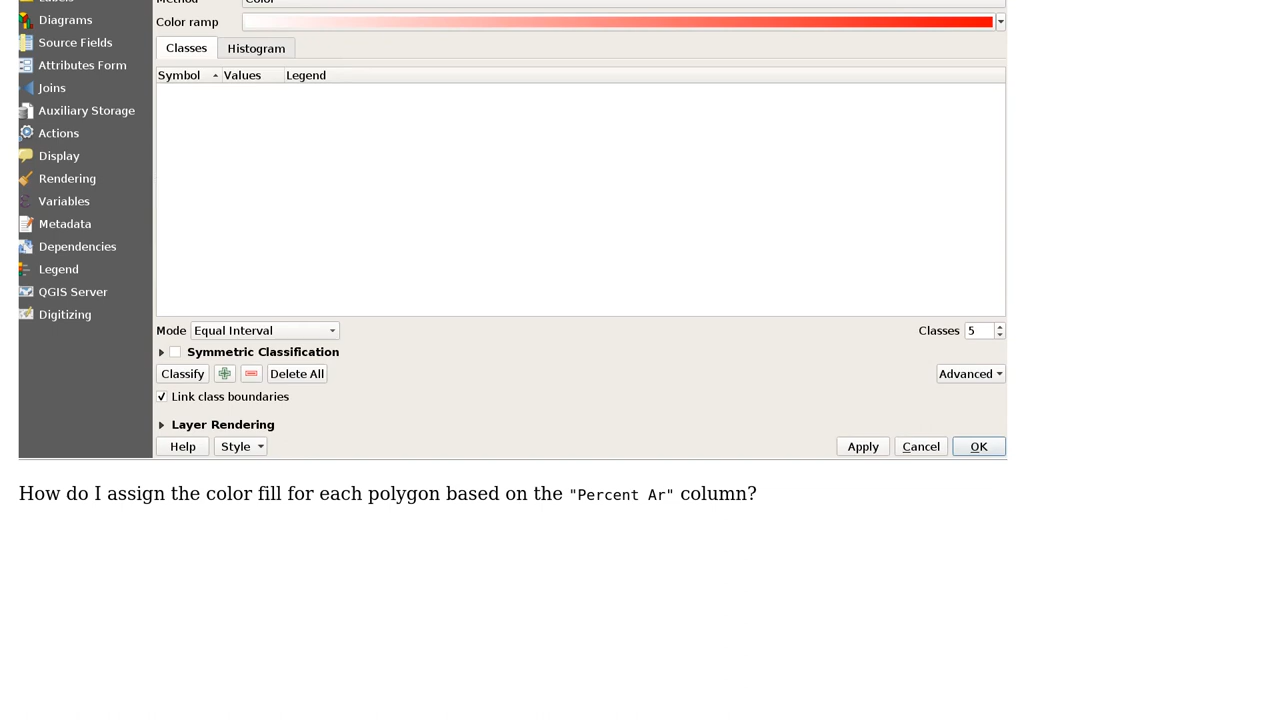 Color ramp
Diagrams
Source Fields
Classes
Histogram
Attributes Form
Symbol Values Legend
Joins
Auxiliary Storage
Actions
Display
Rendering
Variables
Metadata
Dependencies
Legend
QGIS Server
Digitizing
Mode Equal Interval Classes 5
Symmetric Classification
Classify Delete All Advanced
Link class boundaries
Layer Rendering
Help Style Apply Cancel OK
How do I assign the color fill for each polygon based on the "Percent Ar" column?